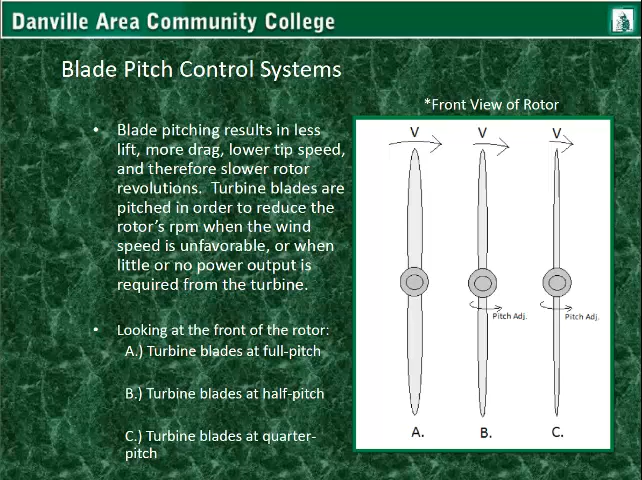 Danville Area Community College
Blade Pitch Control Systems
*Front View of Rotor
• Blade pitching results in less
lift, more drag, lower tip speed,
and therefore slower rotor
revolutions. Turbine blades are
pitched in order to reduce the
rotor's rpm when the wind
speed is unfavorable, or when
little or no power output is
required from the turbine.
• Looking at the front of the rotor:
A.) Turbine blades at full-pitch
B.) Turbine blades at half-pitch
C.) Turbine blades at quarter-
pitch
V V V
Pitch Adj. Pitch Adj.
A. B. C.